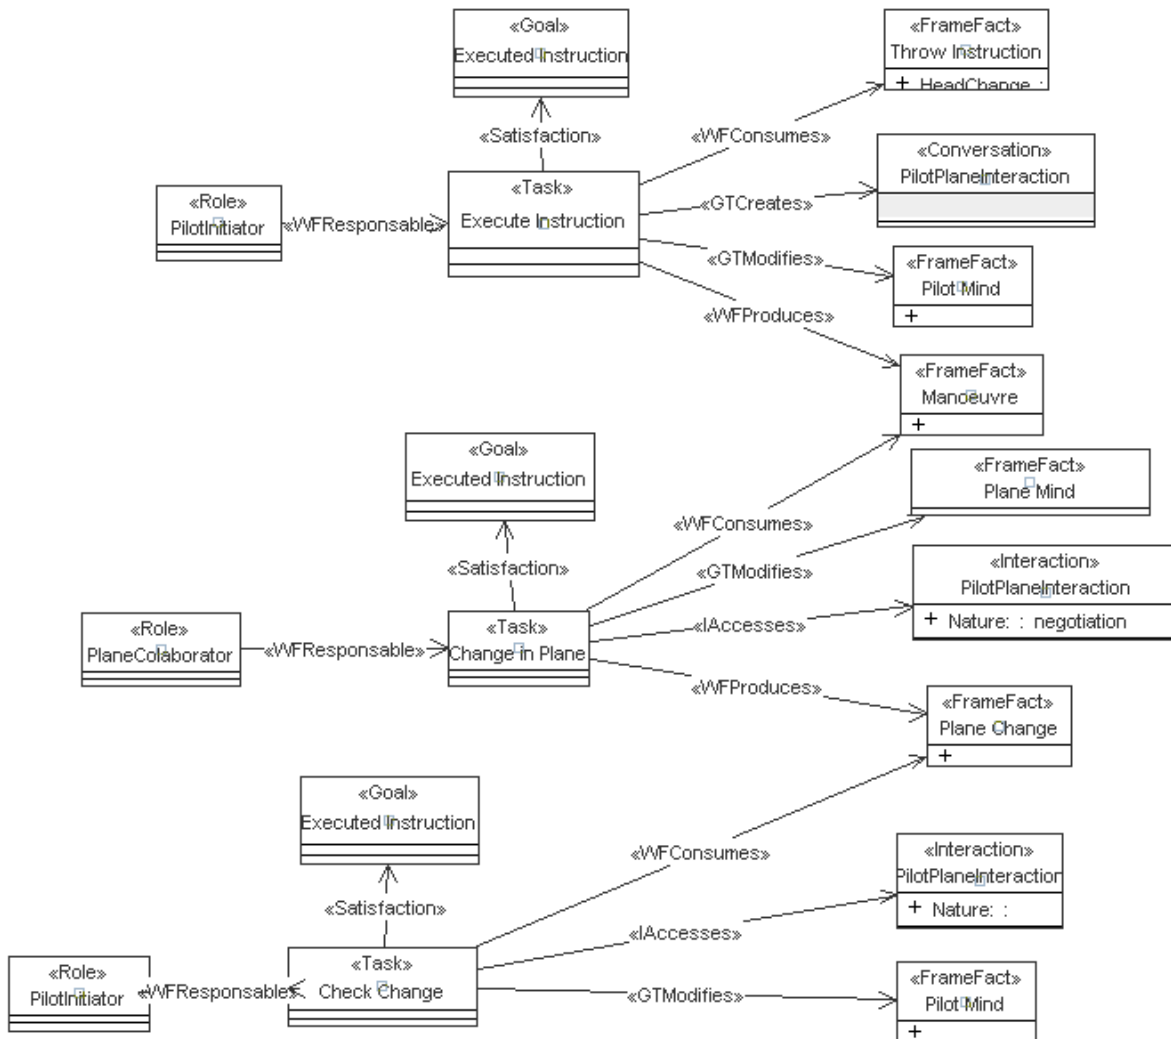 «Goal»
Executed Instruction
«FrameFact»
Throw Instruction
+ HeadChange :
«Satisfaction»
«WFConsumes»
«Conversation»
PilotPlaneInteraction
«Task»
Execute Instruction
«Role»
PilotInitiator
«WFResponsable»
«GTCreates»
«GTModifies»
«FrameFact»
Pilot Mind
+
«WFProduces»
«FrameFact»
Manoeuvre
+
«Goal»
Executed Instruction
«FrameFact»
Plane Mind
«WFConsumes»
«Satisfaction»
«GTModifies»
«Interaction»
PilotPlaneInteraction
+ Nature: : negotiation
«Role»
PlaneColaborator
«WFResponsable»
«Task»
Change in Plane
«IAccesses»
«WFProduces»
«FrameFact»
Plane Change
+
«Goal»
Executed Instruction
«WFConsumes»
«Interaction»
PilotPlaneInteraction
+ Nature: :
«Satisfaction»
«IAccesses»
«Role»
PilotInitiator
«WFResponsable»
«Task»
Check Change
«GTModifies»
«FrameFact»
Pilot Mind
+